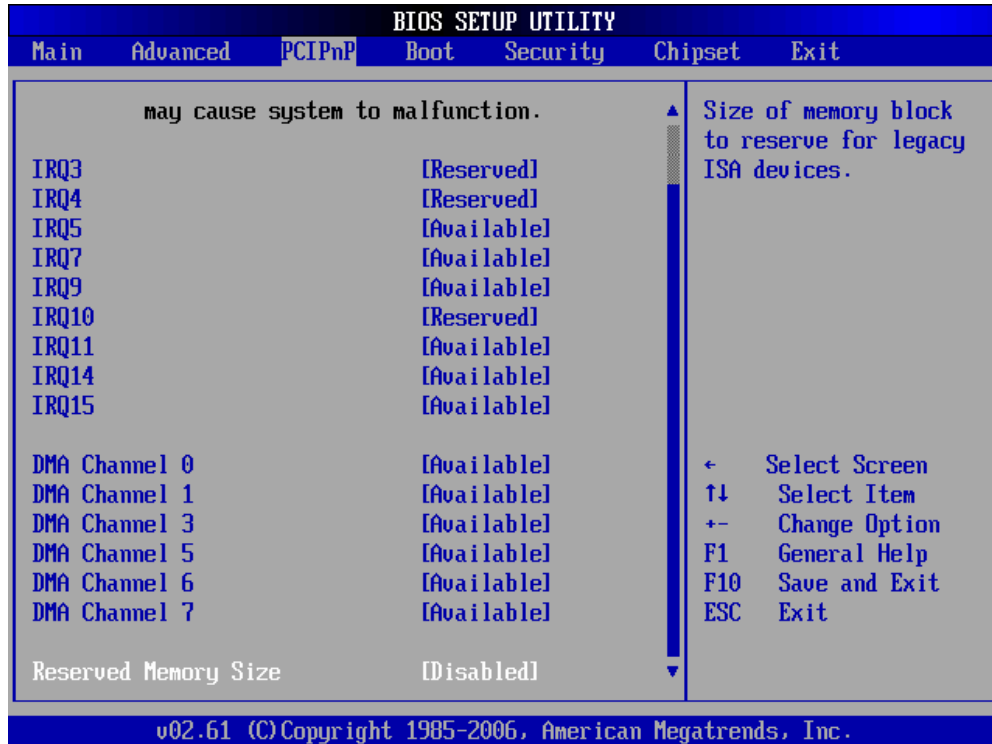 BIOS SETUP UTILITY
Main Advanced PCIPnP Boot Security Chipset Exit
may cause system to malfunction.
IRQ3 [Reserved]
IRQ4 [Reserved]
IRQ5 [Available]
IRQ7 [Available]
IRQ9 [Available]
IRQ10 [Reserved]
IRQ11 [Available]
IRQ14 [Available]
IRQ15 [Available]
DMA Channel 0 [Available]
DMA Channel 1 [Available]
DMA Channel 3 [Available]
DMA Channel 5 [Available]
DMA Channel 6 [Available]
DMA Channel 7 [Available]
Reserved Memory Size [Disabled]
Size of memory block
to reserve for legacy
ISA devices.
← Select Screen
↑↓ Select Item
+- Change Option
F1 General Help
F10 Save and Exit
ESC Exit
v02.61 (C)Copyright 1985-2006, American Megatrends, Inc.